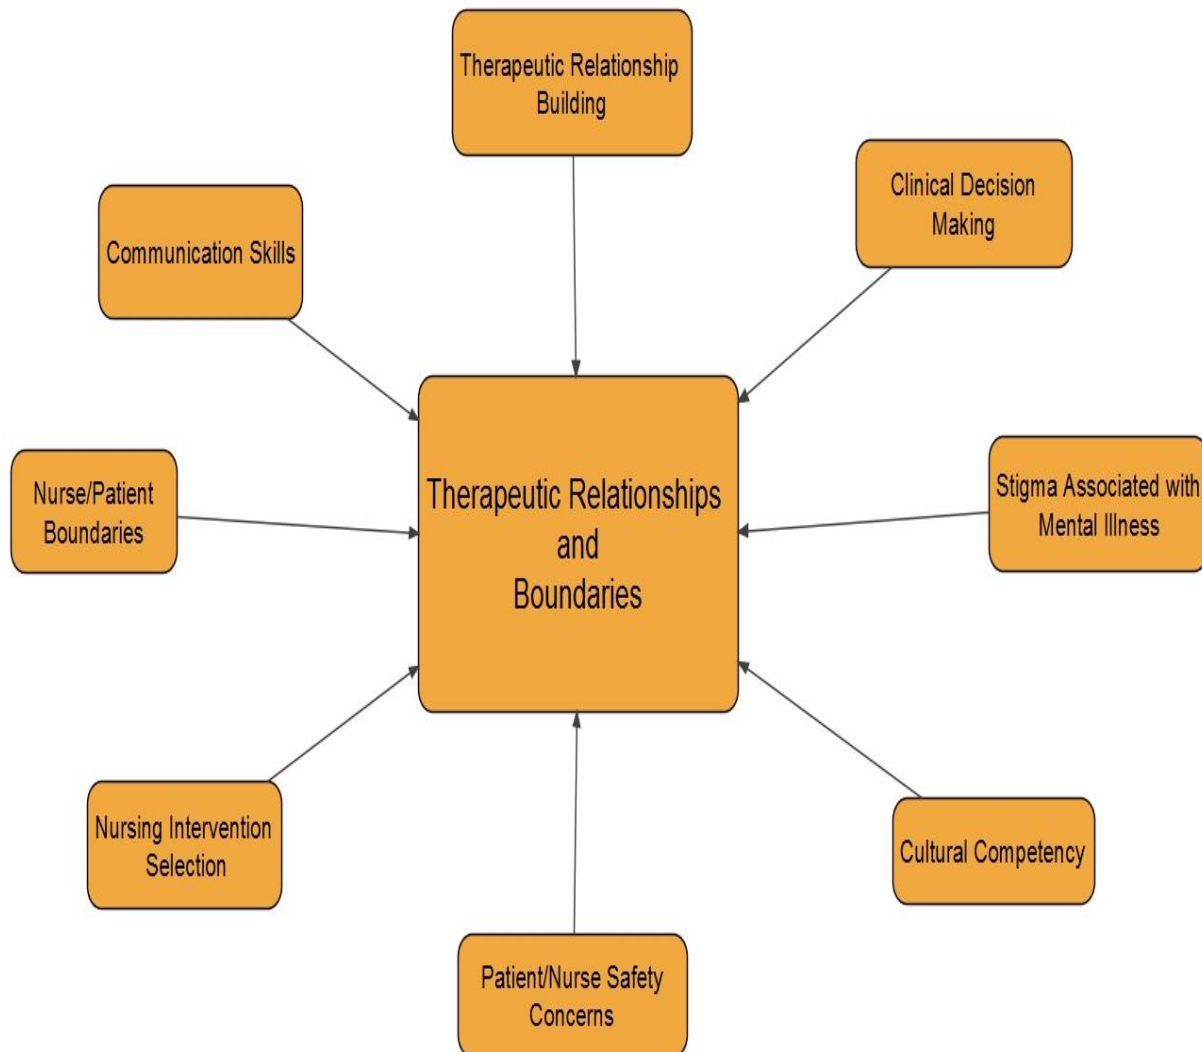 Therapeutic Relationship
Building
Clinical Decision
Making
Communication Skills
Therapeutic Relationships
and
Boundaries
Nurse/Patient
Boundaries
Stigma Associated with
Mental Illness
Nursing Intervention
Selection
Cultural Competency
Patient/Nurse Safety
Concerns